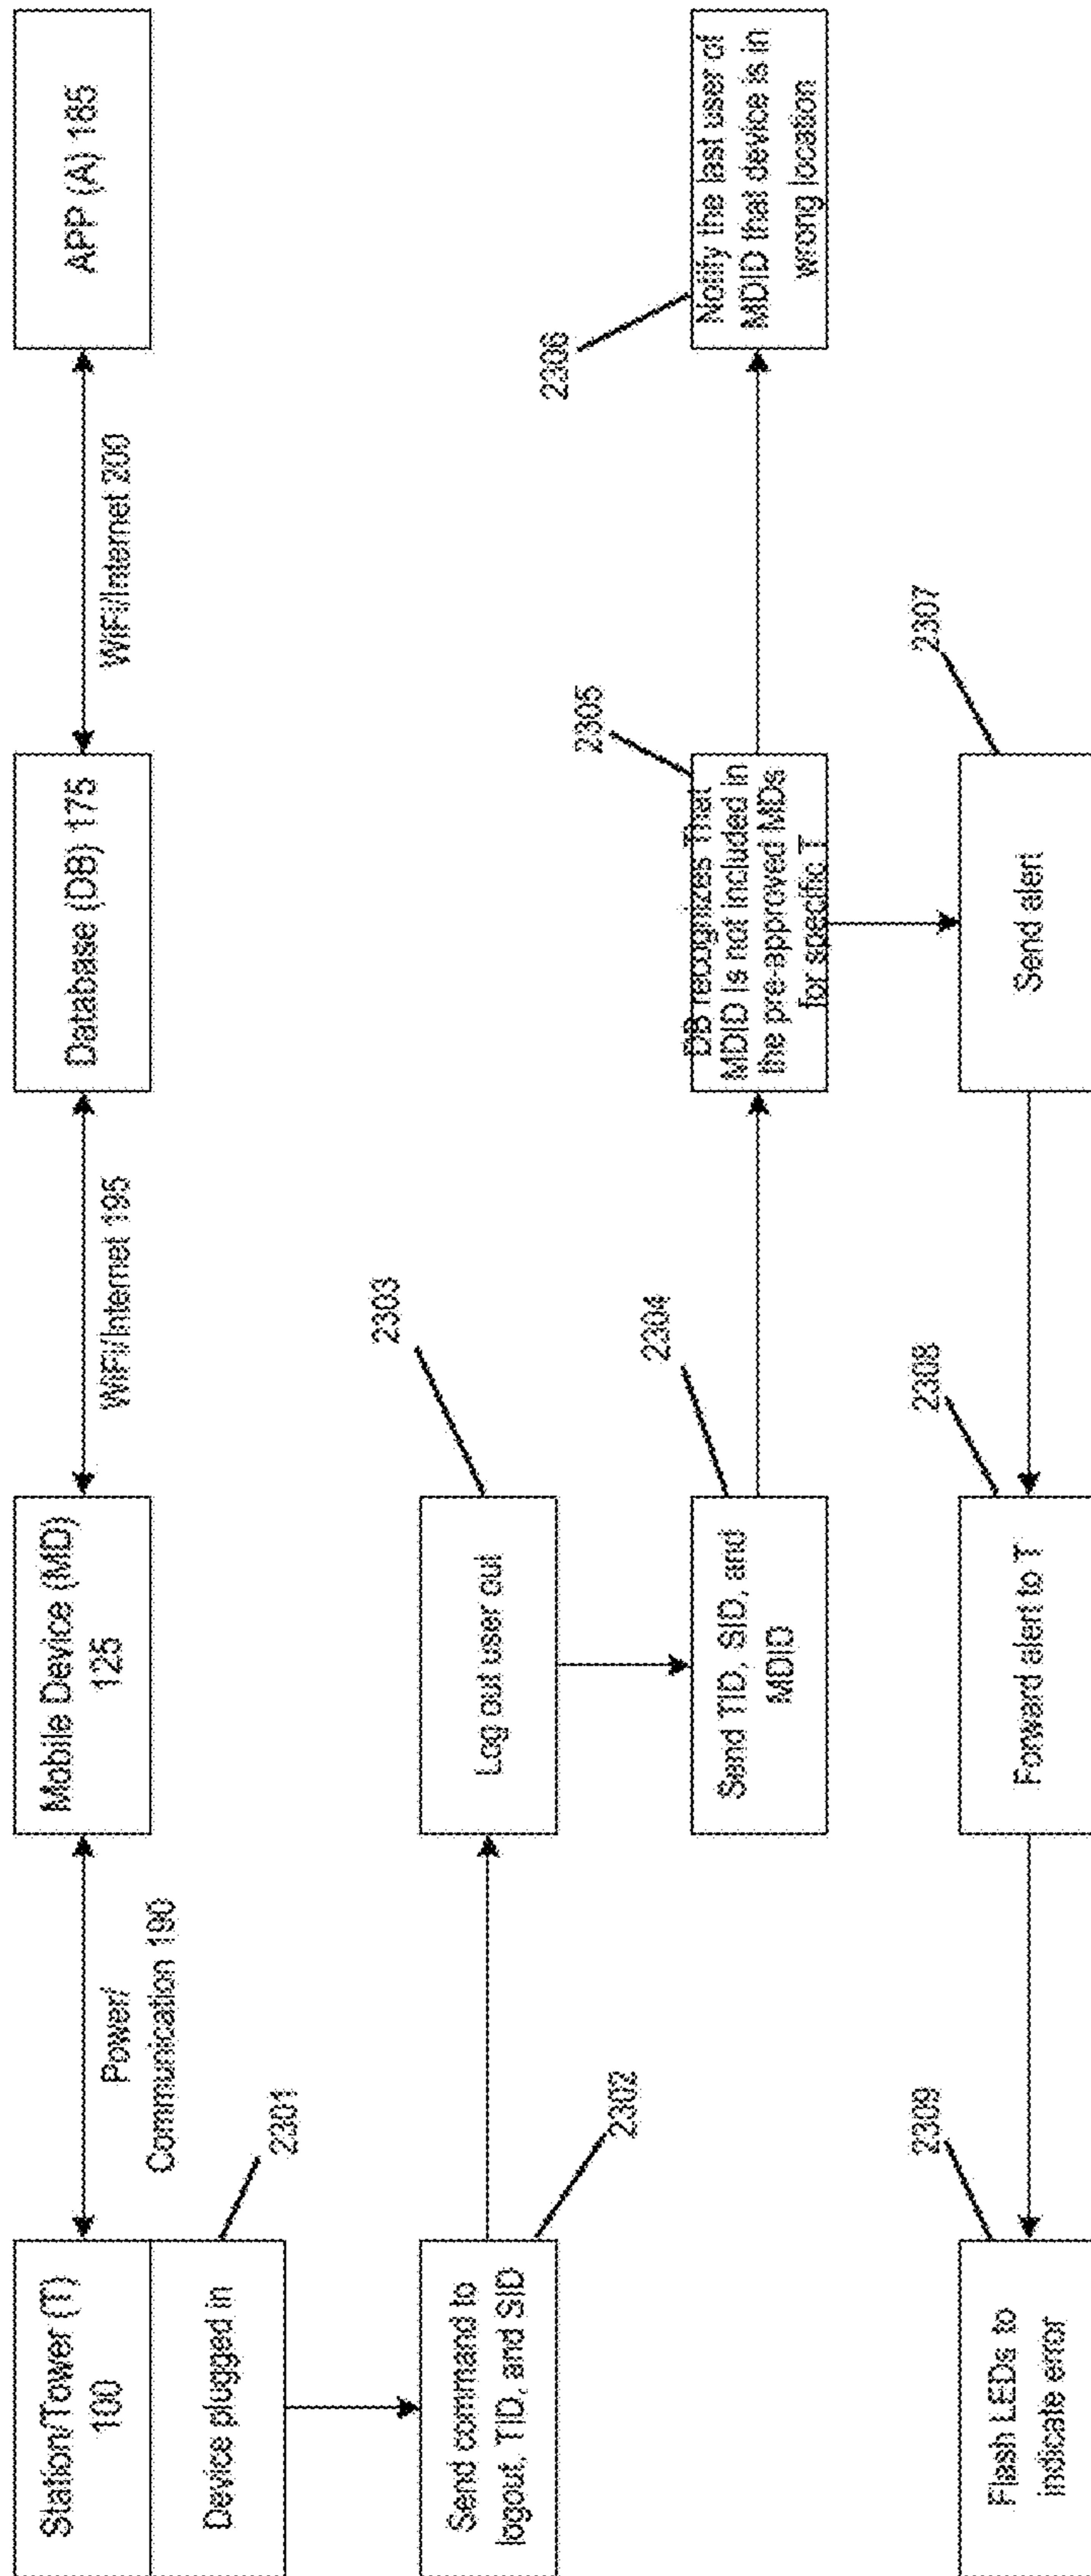 Station/Tower (T)
100
Power/
Communication 190
Mobile Device (MD)
125
WiFi/Internet 195
Database (DB) 175
WiFi/Internet 200
APP (A) 185
Device plugged in
2301
Send command to
logout, TID, and SID
2302
Log out user out
2303
Send TID, SID, and
MDID
2304
DB recognizes That
MDID is not included in
the pre-approved MDs
for specific T
2305
Notify the last user of
MDID that device is in
wrong location
2306
Send alert
2307
Forward alert to T
2308
Flash LEDs to
indicate error
2309